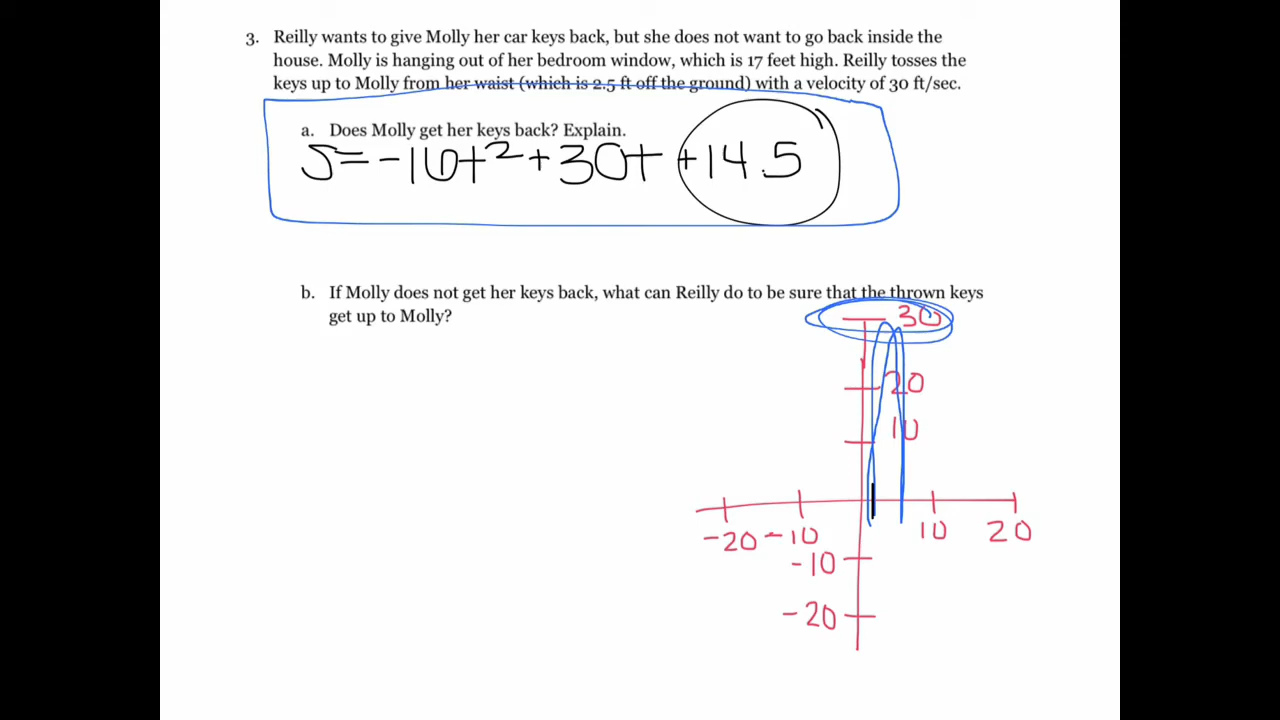 3. Reilly wants to give Molly her car keys back, but she does not want to go back inside the
house. Molly is hanging out of her bedroom window, which is 17 feet high. Reilly tosses the
keys up to Molly from her waist (which is 2.5 ft off the ground) with a velocity of 30 ft/sec.
a. Does Molly get her keys back? Explain.
S=-16t²+30t+14.5
b. If Molly does not get her keys back, what can Reilly do to be sure that the thrown keys
get up to Molly?
30
20
10
-20 -10 10 20
-10
-20